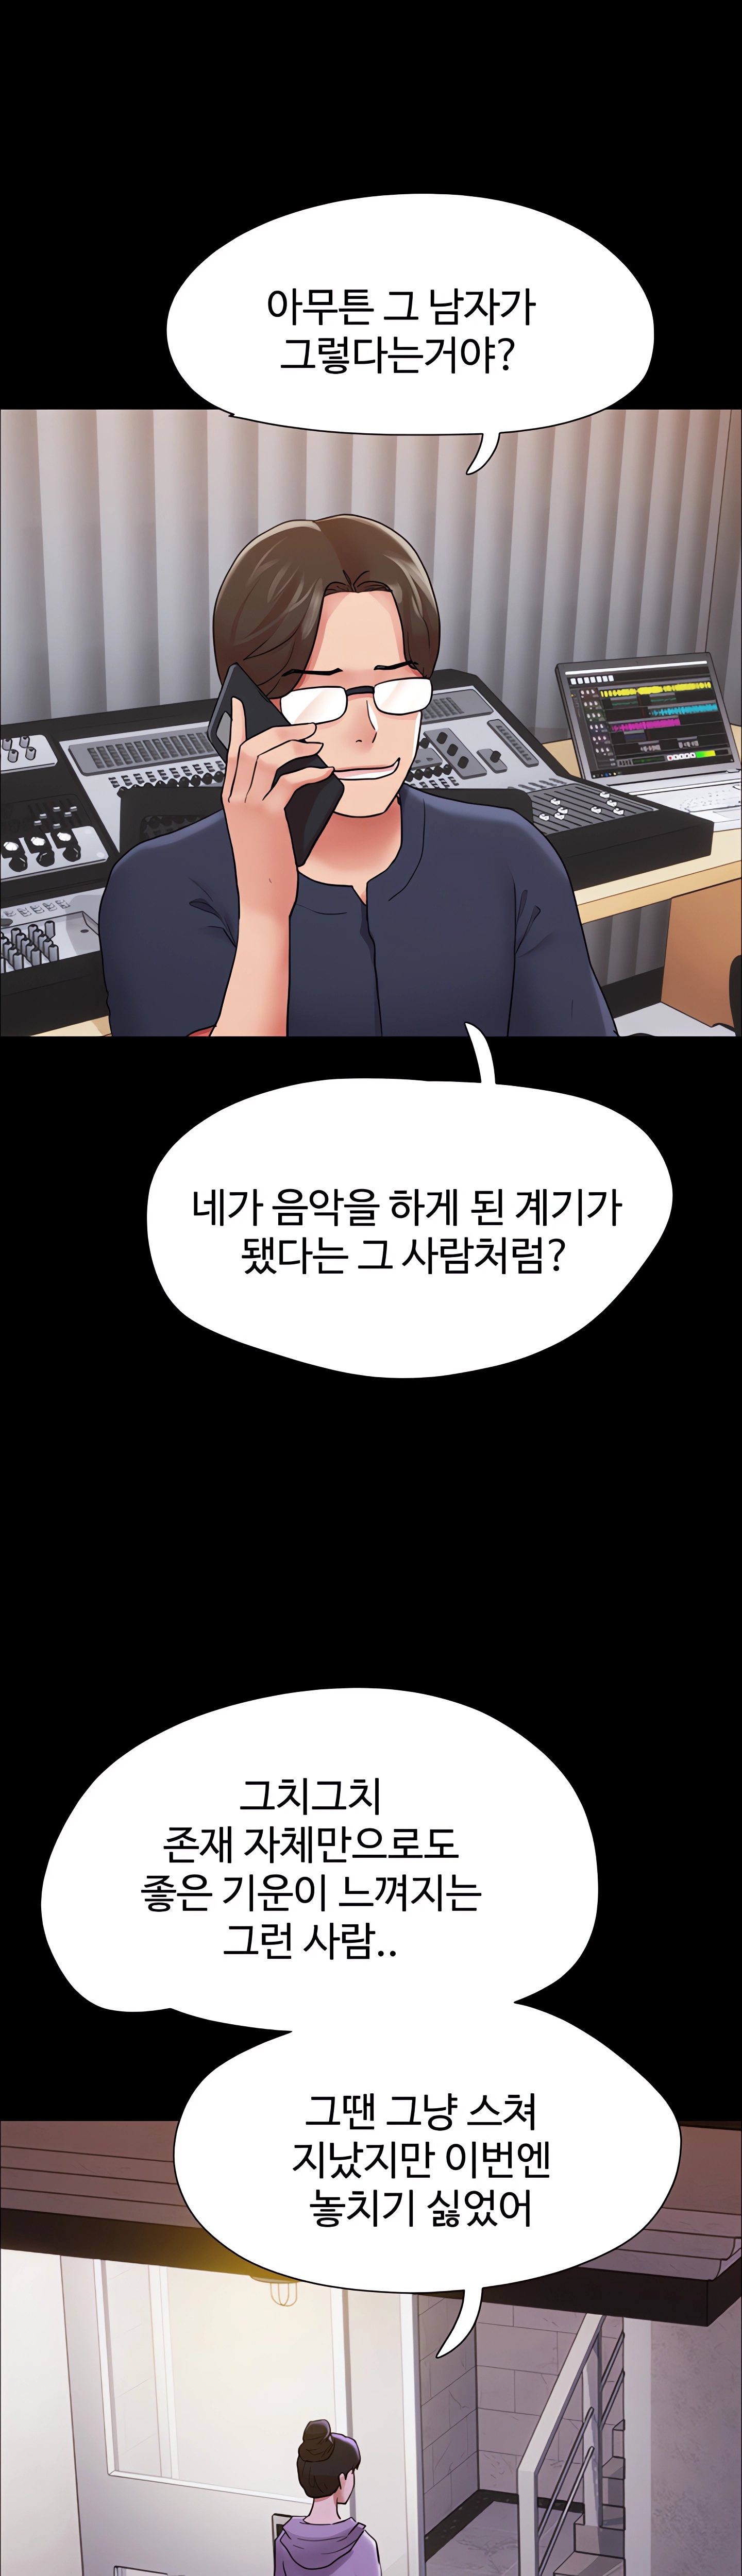 아무튼 그 남자가
그렇다는거야?
네가 음악을 하게 된 계기가
됐다는 그 사람처럼?
그치그치
존재 자체만으로도
좋은 기운이 느껴지는
그런 사람..
그땐 그냥 스쳐
지났지만 이번엔
놓치기 싫었어